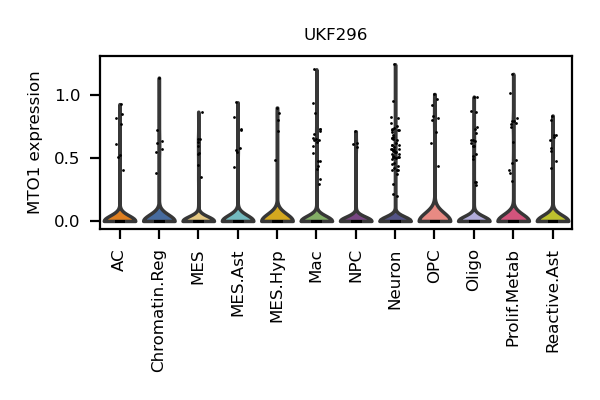 UKF296
MTO1 expression
1.0
0.5
0.0
AC
Chromatin.Reg
MES
MES.Ast
MES.Hyp
Mac
NPC
Neuron
OPC
Oligo
Prolif.Metab
Reactive.Ast